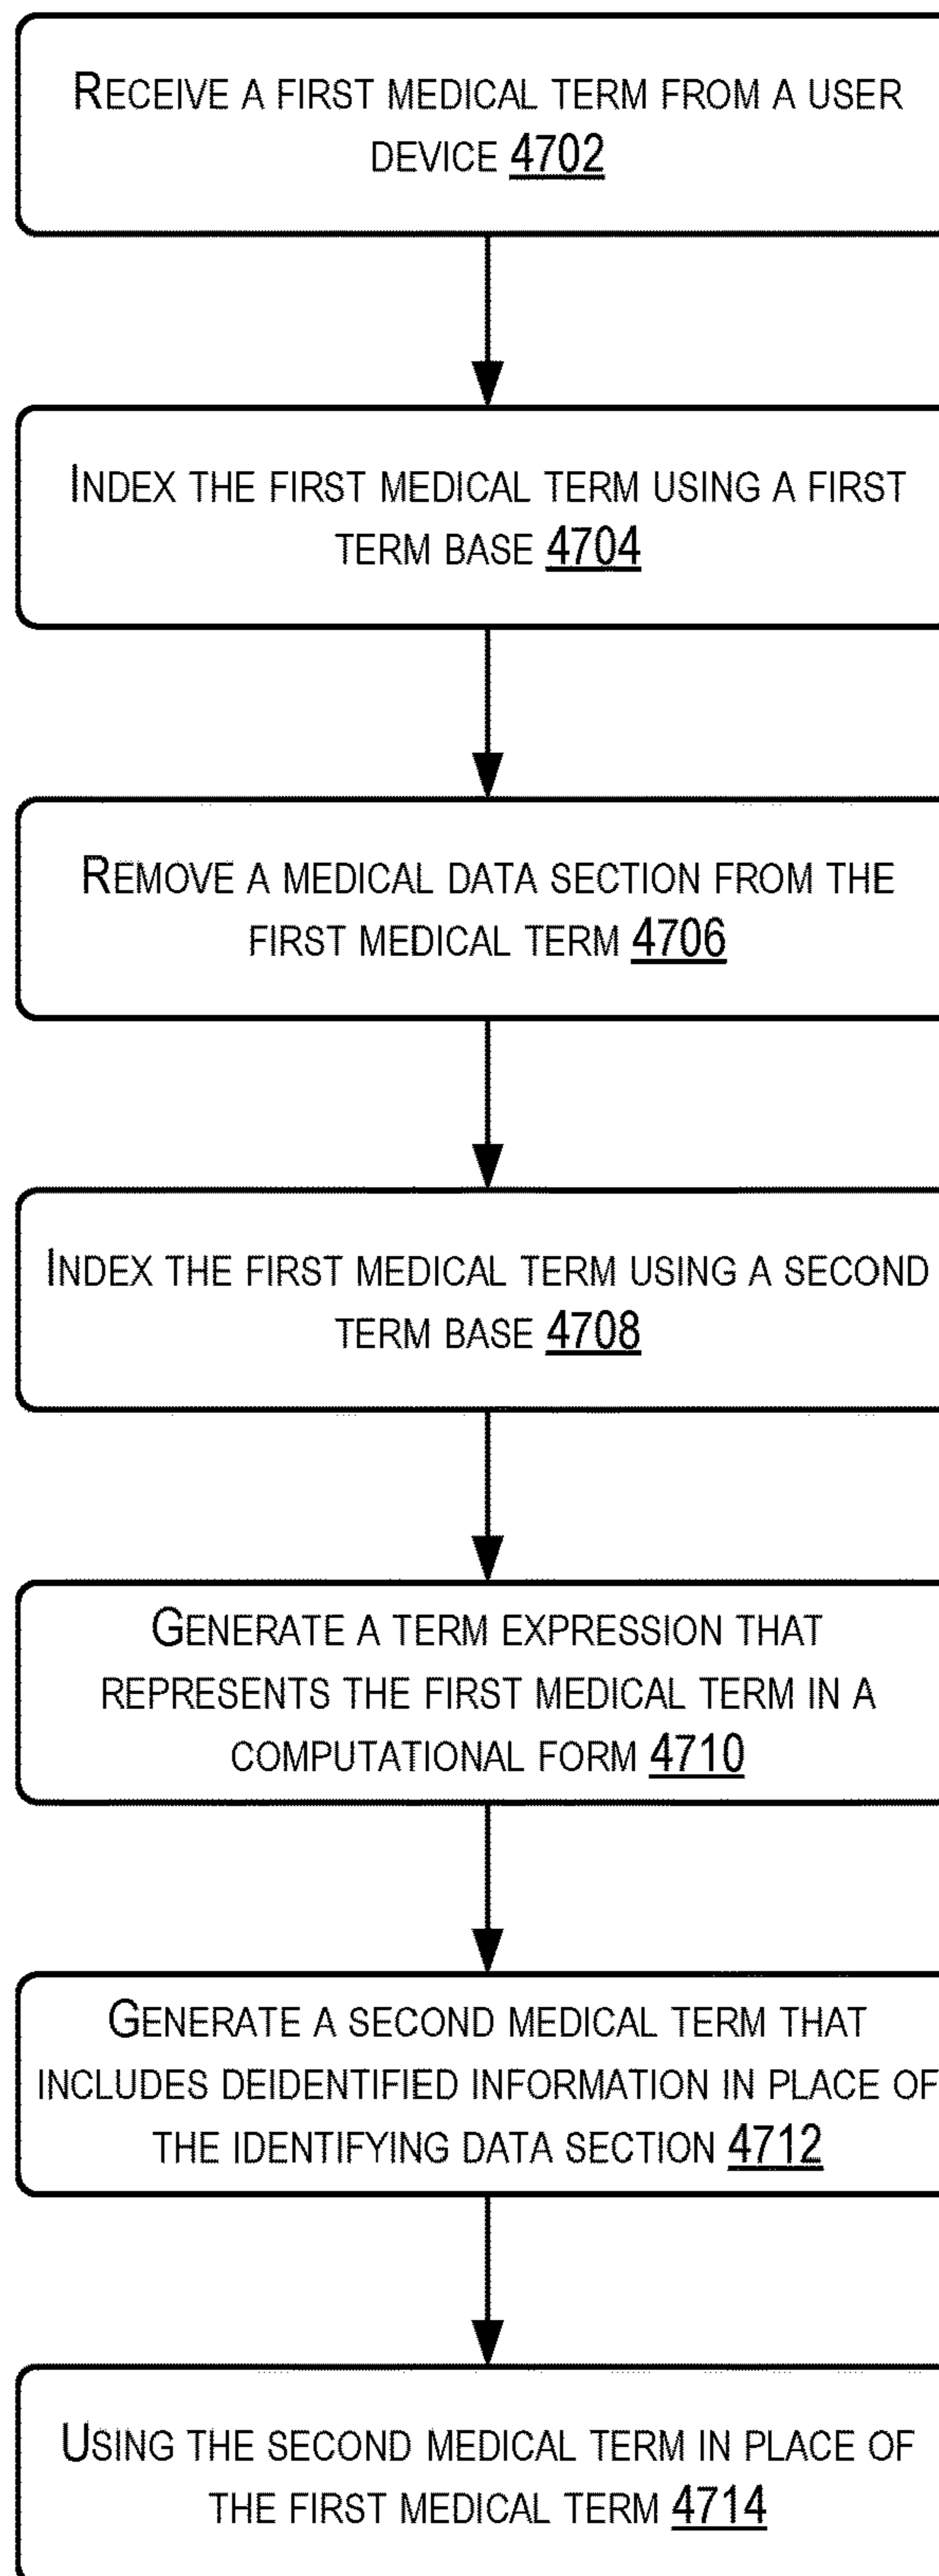 RECEIVE A FIRST MEDICAL TERM FROM A USER
DEVICE 4702
INDEX THE FIRST MEDICAL TERM USING A FIRST
TERM BASE 4704
REMOVE A MEDICAL DATA SECTION FROM THE
FIRST MEDICAL TERM 4706
INDEX THE FIRST MEDICAL TERM USING A SECOND
TERM BASE 4708
GENERATE A TERM EXPRESSION THAT
REPRESENTS THE FIRST MEDICAL TERM IN A
COMPUTATIONAL FORM 4710
GENERATE A SECOND MEDICAL TERM THAT
INCLUDES DEIDENTIFIED INFORMATION IN PLACE OF
THE IDENTIFYING DATA SECTION 4712
USING THE SECOND MEDICAL TERM IN PLACE OF
THE FIRST MEDICAL TERM 4714